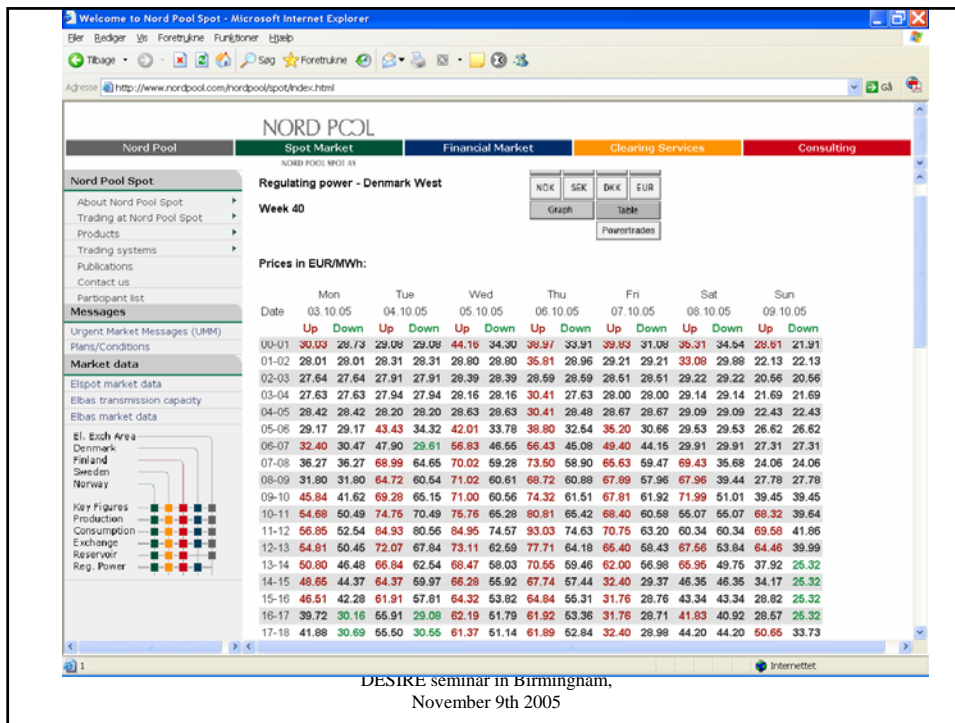 Welcome to Nord Pool Spot - Microsoft Internet Explorer
Filer Rediger Vis Foretrukne Funktioner Hjælp
Tilbage Søg Foretrukne
Adresse http://www.nordpool.com/nordpool/spot/index.html Gå
NORD POOL
Nord Pool Spot Market Financial Market Clearing Services Consulting
NORD POOL SPOT AS
Nord Pool Spot
About Nord Pool Spot
Trading at Nord Pool Spot
Products
Trading systems
Publications
Contact us
Participant list
Messages
Urgent Market Messages (UMM)
Plans/Conditions
Market data
Elspot market data
Elbas transmission capacity
Elbas market data
El. Exch Area
Denmark
Finland
Sweden
Norway
Key Figures
Production
Consumption
Exchange
Reservoir
Reg. Power
Regulating power - Denmark West
Week 40
NOK SEK DKK EUR
Graph Table
Powertrades
Prices in EUR/MWh:
Mon Tue Wed Thu Fri Sat Sun
Date 03.10.05 04.10.05 05.10.05 06.10.05 07.10.05 08.10.05 09.10.05
Up Down Up Down Up Down Up Down Up Down Up Down Up Down
00-01 30.03 28.73 29.08 29.08 44.16 34.30 38.97 33.91 39.83 31.08 35.31 34.54 28.61 21.91
01-02 28.01 28.01 28.31 28.31 28.80 28.80 35.81 28.96 29.21 29.21 33.08 29.88 22.13 22.13
02-03 27.64 27.64 27.91 27.91 28.39 28.39 28.59 28.59 28.51 28.51 29.22 29.22 20.56 20.56
03-04 27.63 27.63 27.94 27.94 28.16 28.16 30.41 27.63 28.00 28.00 29.14 29.14 21.69 21.69
04-05 28.42 28.42 28.20 28.20 28.63 28.63 30.41 28.48 28.67 28.67 29.09 29.09 22.43 22.43
05-06 29.17 29.17 43.43 34.32 42.01 33.78 38.80 32.54 35.20 30.66 29.53 29.53 26.62 26.62
06-07 32.40 30.47 47.90 29.61 56.83 46.55 56.43 45.08 49.40 44.15 29.91 29.91 27.31 27.31
07-08 36.27 36.27 68.99 64.65 70.02 59.28 73.50 58.90 65.63 59.47 69.43 35.68 24.06 24.06
08-09 31.80 31.80 64.72 60.54 71.02 60.61 68.72 60.88 67.89 57.96 67.96 39.44 27.78 27.78
09-10 45.84 41.62 69.28 65.15 71.00 60.56 74.32 61.51 67.81 61.92 71.99 51.01 39.45 39.45
10-11 54.68 50.49 74.75 70.49 75.76 65.28 80.81 65.42 68.40 60.58 55.07 55.07 68.32 39.64
11-12 56.85 52.54 84.93 80.56 84.95 74.57 93.03 74.63 70.75 63.20 60.34 60.34 69.58 41.86
12-13 54.81 50.45 72.07 67.84 73.11 62.59 77.71 64.18 65.40 58.43 67.56 53.84 64.46 39.99
13-14 50.80 46.48 66.84 62.54 68.47 58.03 70.55 59.46 62.00 56.98 65.95 49.75 37.92 25.32
14-15 48.65 44.37 64.37 59.97 66.28 55.92 67.74 57.44 32.40 29.37 46.35 46.35 34.17 25.32
15-16 46.51 42.28 61.91 57.81 64.32 53.82 64.84 55.31 31.76 28.76 43.34 43.34 28.82 25.32
16-17 39.72 30.16 55.91 29.08 62.19 51.79 61.92 53.36 31.76 28.71 41.83 40.92 28.57 25.32
17-18 41.88 30.69 55.50 30.55 61.37 51.14 61.89 52.84 32.40 28.98 44.20 44.20 50.65 33.73
1 Internettet
DESIRE seminar in Birmingham,
November 9th 2005